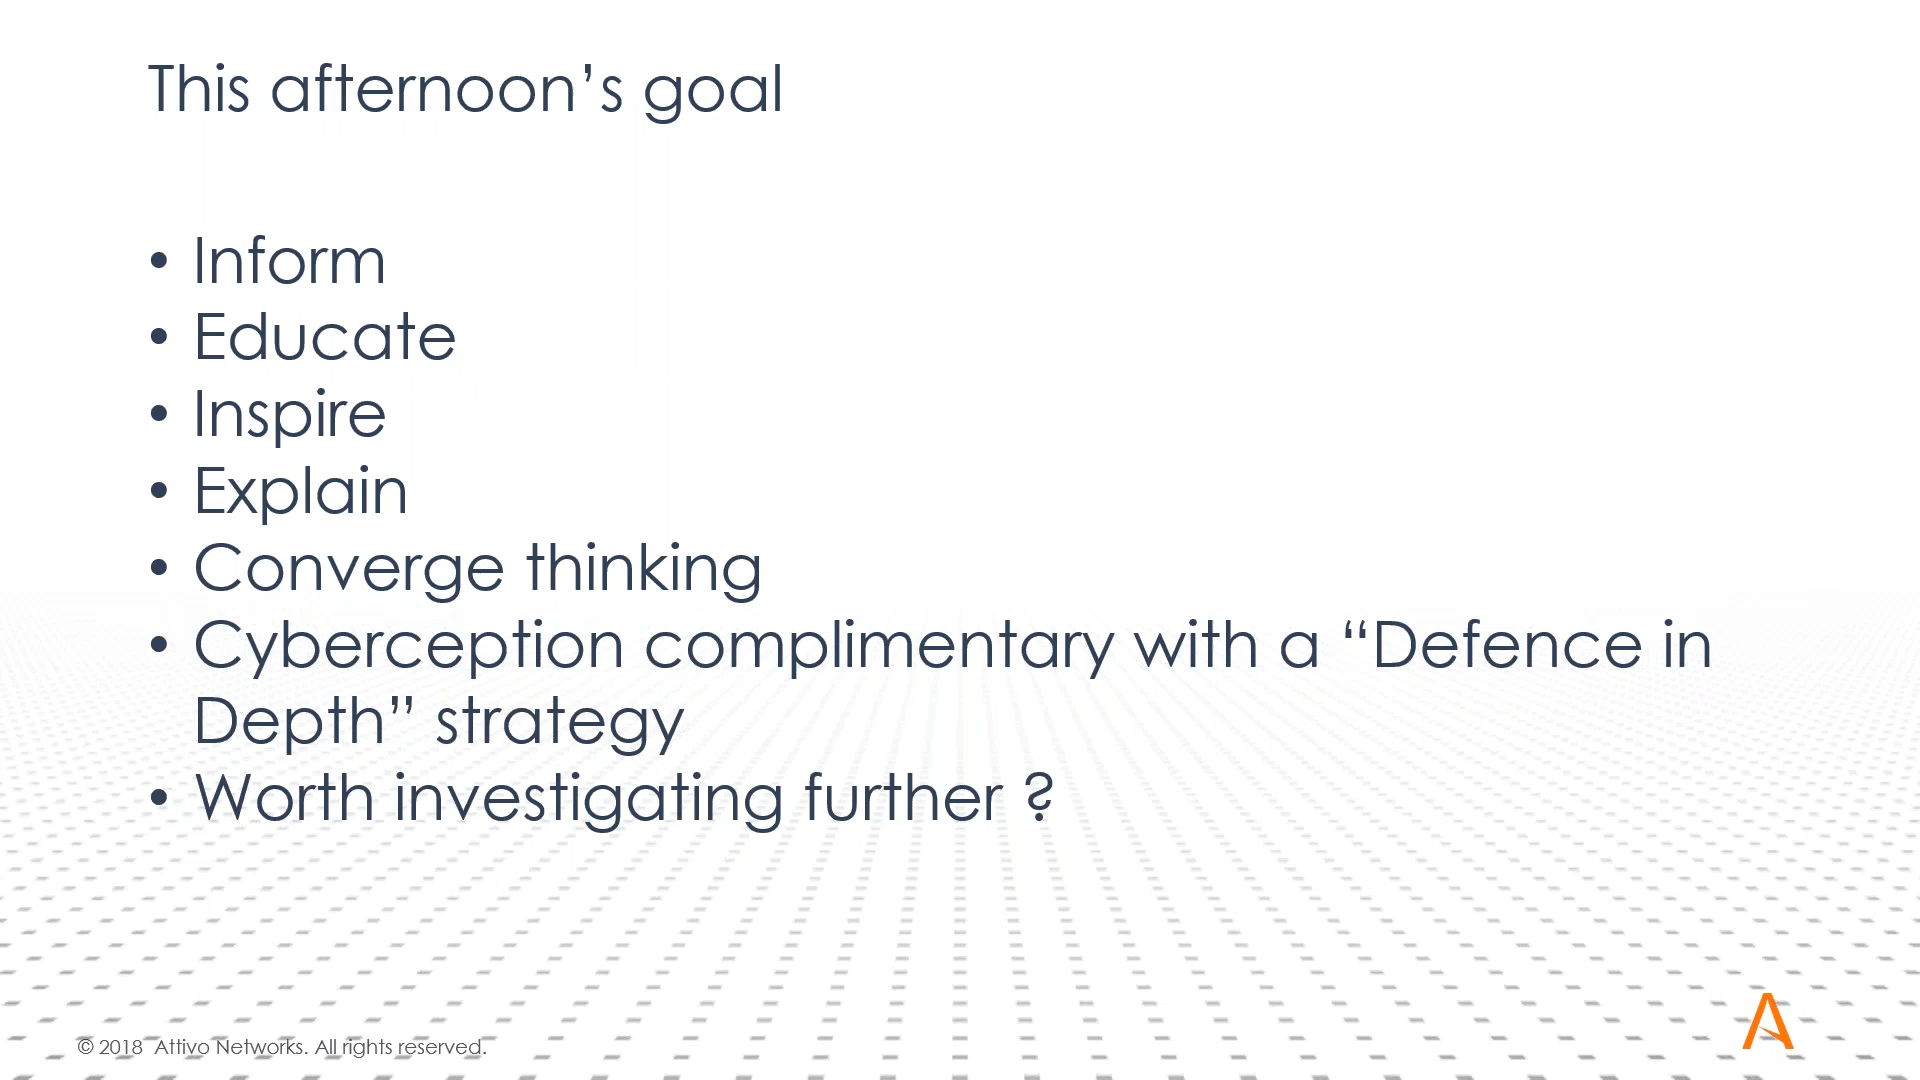 This afternoon’s goal
• Inform
• Educate
• Inspire
• Explain
• Converge thinking
• Cyberception complimentary with a “Defence in
Depth” strategy
• Worth investigating further ?
© 2018 Attivo Networks. All rights reserved.